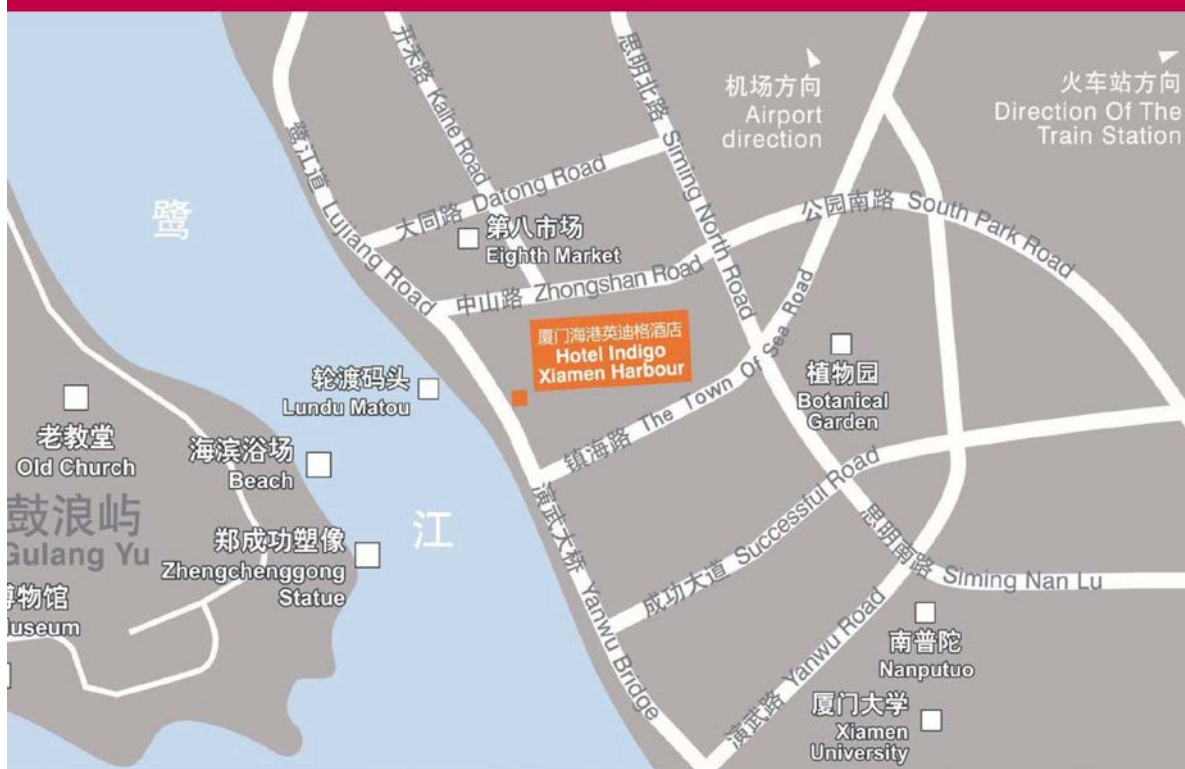 开禾路 Kaihe Road
思明北路 Siming North Road
机场方向
Airport
direction
火车站方向
Direction Of The
Train Station
鹭江道 Lujiang Road
大同路 Datong Road
第八市场
Eighth Market
公园南路 South Park Road
鹭
中山路 Zhongshan Road
厦门海港英迪格酒店
Hotel Indigo
Xiamen Harbour
轮渡码头
Lundu Matou
植物园
Botanical
Garden
镇海路 The Town Of Sea Road
老教堂
Old Church
海滨浴场
Beach
鼓浪屿
Gulang Yu
江
郑成功塑像
Zhengchenggong
Statue
演武大桥 Yanwu Bridge
成功大道 Successful Road
思明南路 Siming Nan Lu
博物馆
Museum
南普陀
Nanputuo
演武路 Yanwu Road
厦门大学
Xiamen
University